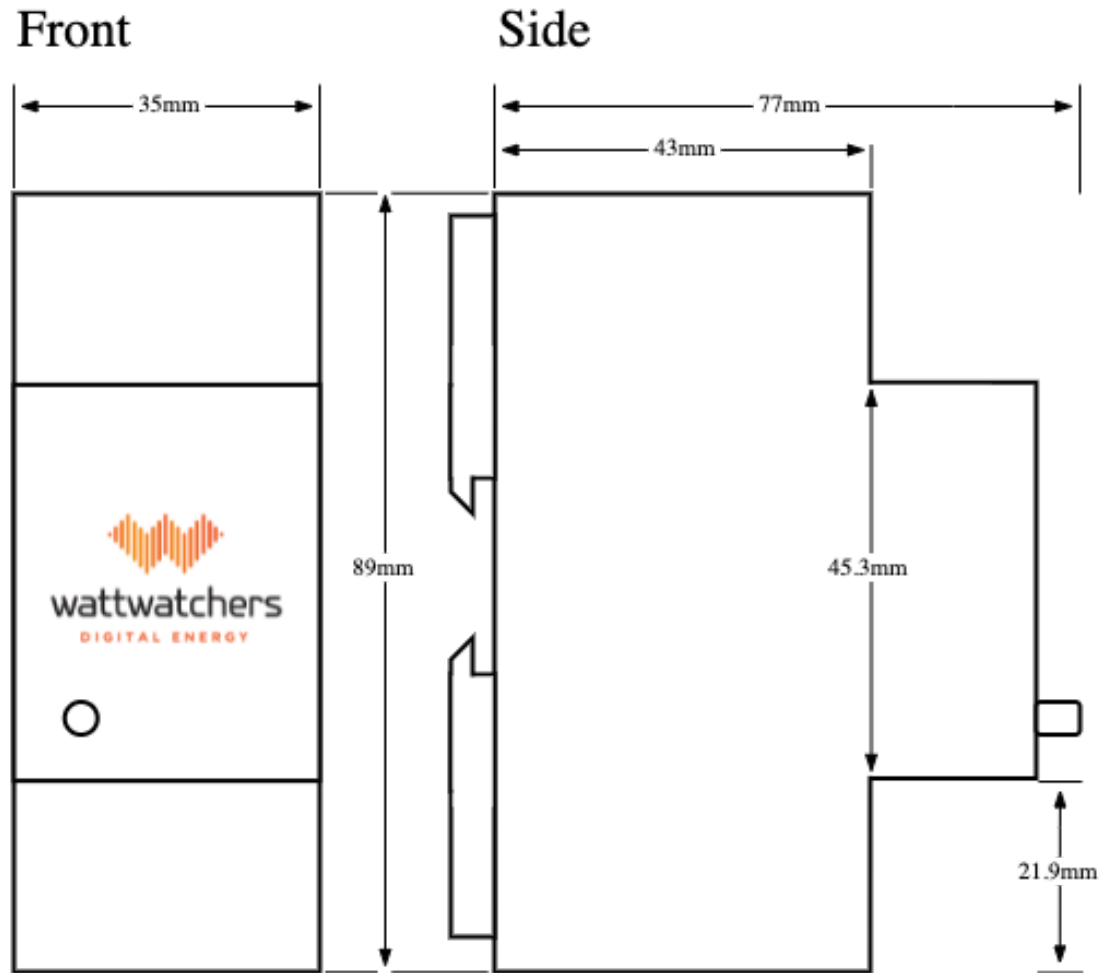 Front
Side
35mm
77mm
43mm
89mm
45.3mm
wattwatchers
DIGITAL ENERGY
21.9mm